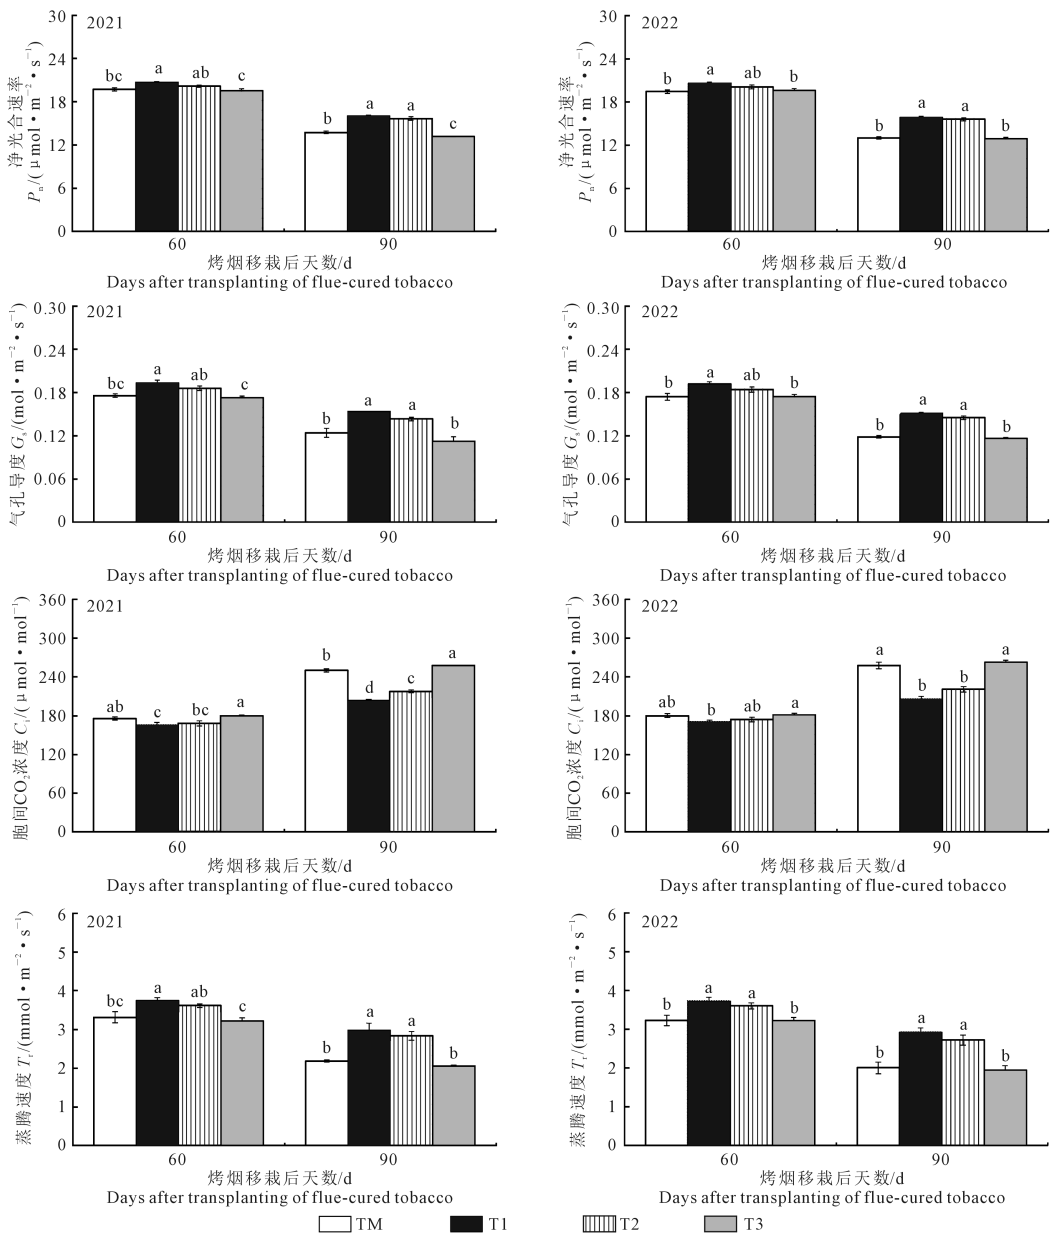 2021
净光合速率
Pn/(μmol•m−2•s−1)
30
24
18
12
6
0
bc
a
ab
c
b
a
a
c
60
90
烤烟移栽后天数/d
Days after transplanting of flue-cured tobacco
2022
净光合速率
Pn/(μmol•m−2•s−1)
30
24
18
12
6
0
b
a
ab
b
b
a
a
b
60
90
烤烟移栽后天数/d
Days after transplanting of flue-cured tobacco
2021
气孔导度 Gs/(mol•m−2•s−1)
0.30
0.24
0.18
0.12
0.06
0
bc
a
ab
c
b
a
a
b
60
90
烤烟移栽后天数/d
Days after transplanting of flue-cured tobacco
2022
气孔导度 Gs/(mol•m−2•s−1)
0.30
0.24
0.18
0.12
0.06
0
b
a
ab
b
b
a
a
b
60
90
烤烟移栽后天数/d
Days after transplanting of flue-cured tobacco
2021
胞间CO2浓度 Ci/(μmol•mol−1)
360
300
240
180
120
60
0
ab
c
bc
a
b
d
c
a
60
90
烤烟移栽后天数/d
Days after transplanting of flue-cured tobacco
2022
胞间CO2浓度 Ci/(μmol•mol−1)
360
300
240
180
120
60
0
ab
b
ab
a
a
b
b
a
60
90
烤烟移栽后天数/d
Days after transplanting of flue-cured tobacco
2021
蒸腾速度 Tr/(mmol•m−2•s−1)
6
5
4
3
2
1
0
bc
a
ab
c
b
a
a
b
60
90
烤烟移栽后天数/d
Days after transplanting of flue-cured tobacco
2022
蒸腾速度 Tr/(mmol•m−2•s−1)
6
5
4
3
2
1
0
b
a
a
b
b
a
a
b
60
90
烤烟移栽后天数/d
Days after transplanting of flue-cured tobacco
TM T1 T2 T3